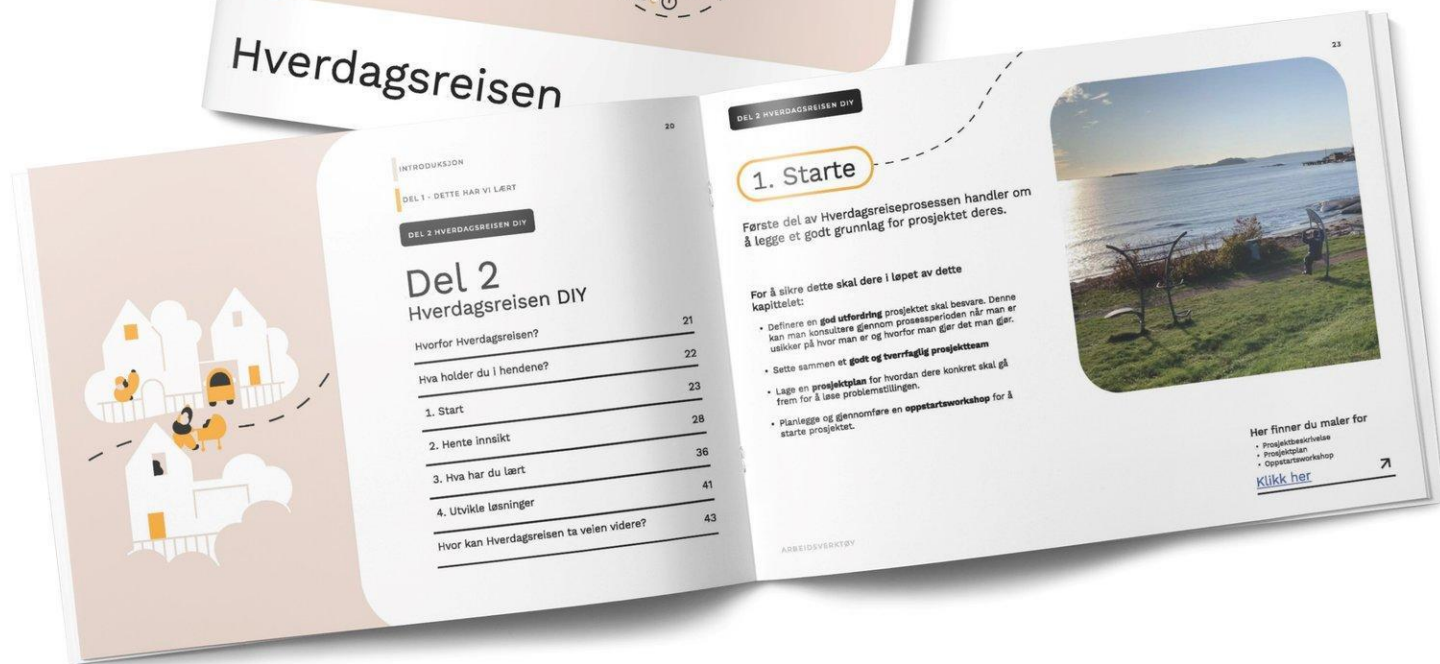 Hverdagsreisen
20
INTRODUKSJON
DEL 1 - DETTE HAR VI LÆRT
DEL 2 HVERDAGSREISEN DIY
Del 2
Hverdagsreisen DIY
Hvorfor Hverdagsreisen? 21
Hva holder du i hendene? 22
1. Start 23
2. Hente innsikt 28
3. Hva har du lært 36
4. Utvikle løsninger 41
Hvor kan Hverdagsreisen ta veien videre? 43
23
DEL 2 HVERDAGSREISEN DIY
1. Starte
Første del av Hverdagsreiseprosessen handler om
å legge et godt grunnlag for prosjektet deres.
For å sikre dette skal dere i løpet av dette
kapittelet:
• Definere en god utfordring prosjektet skal besvare. Denne
kan man konsultere gjennom prosessperioden når man er
usikker på hvor man er og hvorfor man gjør det man gjør.
• Sette sammen et godt og tverrfaglig prosjektteam
• Lage en prosjektplan for hvordan dere konkret skal gå
frem for å løse problemstillingen.
• Planlegge og gjennomføre en oppstartsworkshop for å
starte prosjektet.
Her finner du maler for
• Prosjektbeskrivelse
• Prosjektplan
• Oppstartsworkshop
Klikk her
ARBEIDSVERKTØY